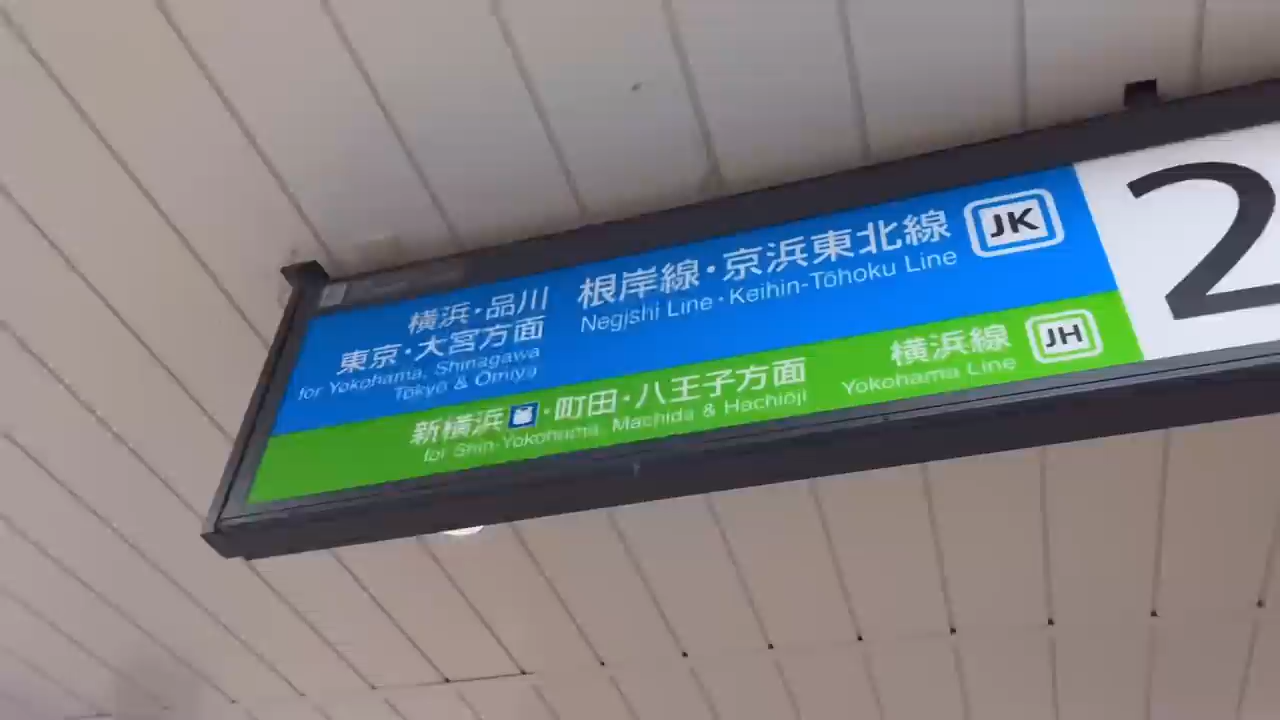 横浜・品川
東京・大宮方面
for Yokohama, Shinagawa
Tokyo & Ōmiya
根岸線・京浜東北線
Negishi Line・Keihin-Tōhoku Line
JK
新横浜・町田・八王子方面
for Shin-Yokohama, Machida & Hachiōji
横浜線
Yokohama Line
JH
2